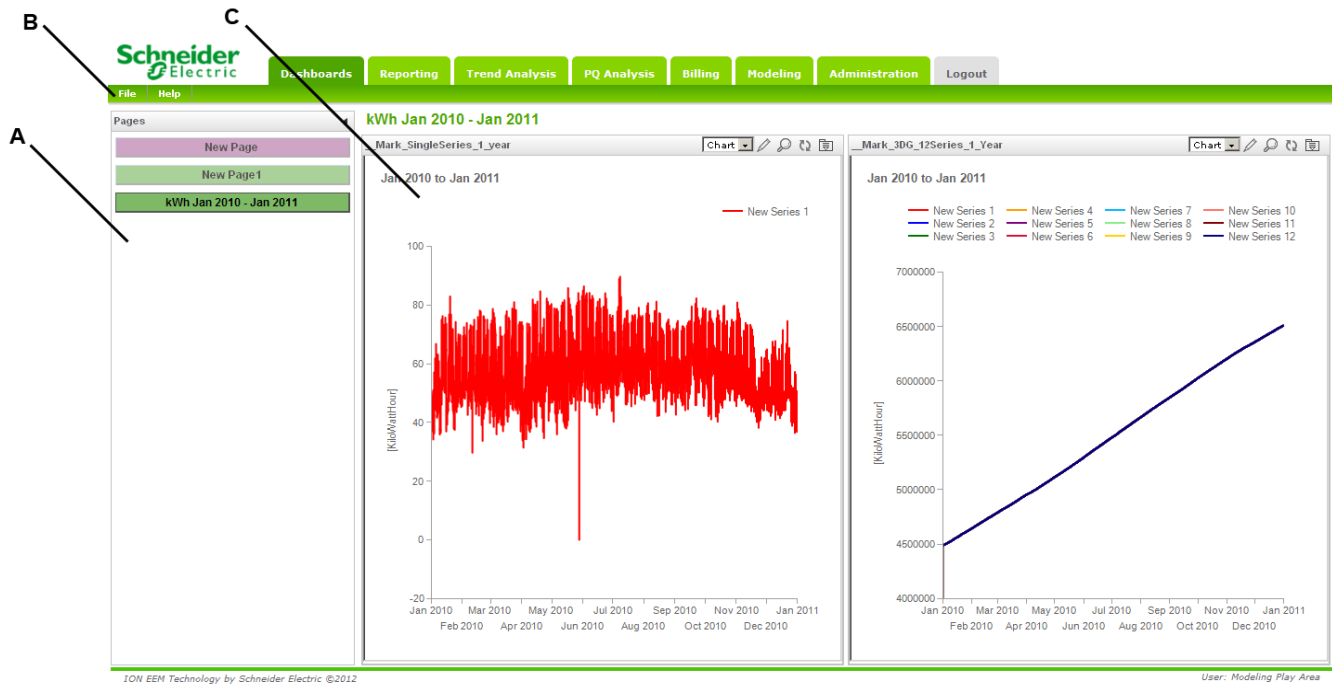 C
B
Schneider
Electric
Dashboards Reporting Trend Analysis PQ Analysis Billing Modeling Administration Logout
File Help
Pages
kWh Jan 2010 - Jan 2011
A
New Page
New Page1
kWh Jan 2010 - Jan 2011
_Mark_SingleSeries_1_year Chart
Jan 2010 to Jan 2011
New Series 1
100
80
60
40
20
0
-20
[KiloWattHour]
Jan 2010 Mar 2010 May 2010 Jul 2010 Sep 2010 Nov 2010 Jan 2011
Feb 2010 Apr 2010 Jun 2010 Aug 2010 Oct 2010 Dec 2010
__Mark_3DG_12Series_1_Year Chart
Jan 2010 to Jan 2011
New Series 1 New Series 4 New Series 7 New Series 10
New Series 2 New Series 5 New Series 8 New Series 11
New Series 3 New Series 6 New Series 9 New Series 12
7000000
6500000
6000000
5500000
5000000
4500000
4000000
[KiloWattHour]
Jan 2010 Mar 2010 May 2010 Jul 2010 Sep 2010 Nov 2010 Jan 2011
Feb 2010 Apr 2010 Jun 2010 Aug 2010 Oct 2010 Dec 2010
ION EEM Technology by Schneider Electric ©2012
User: Modeling Play Area